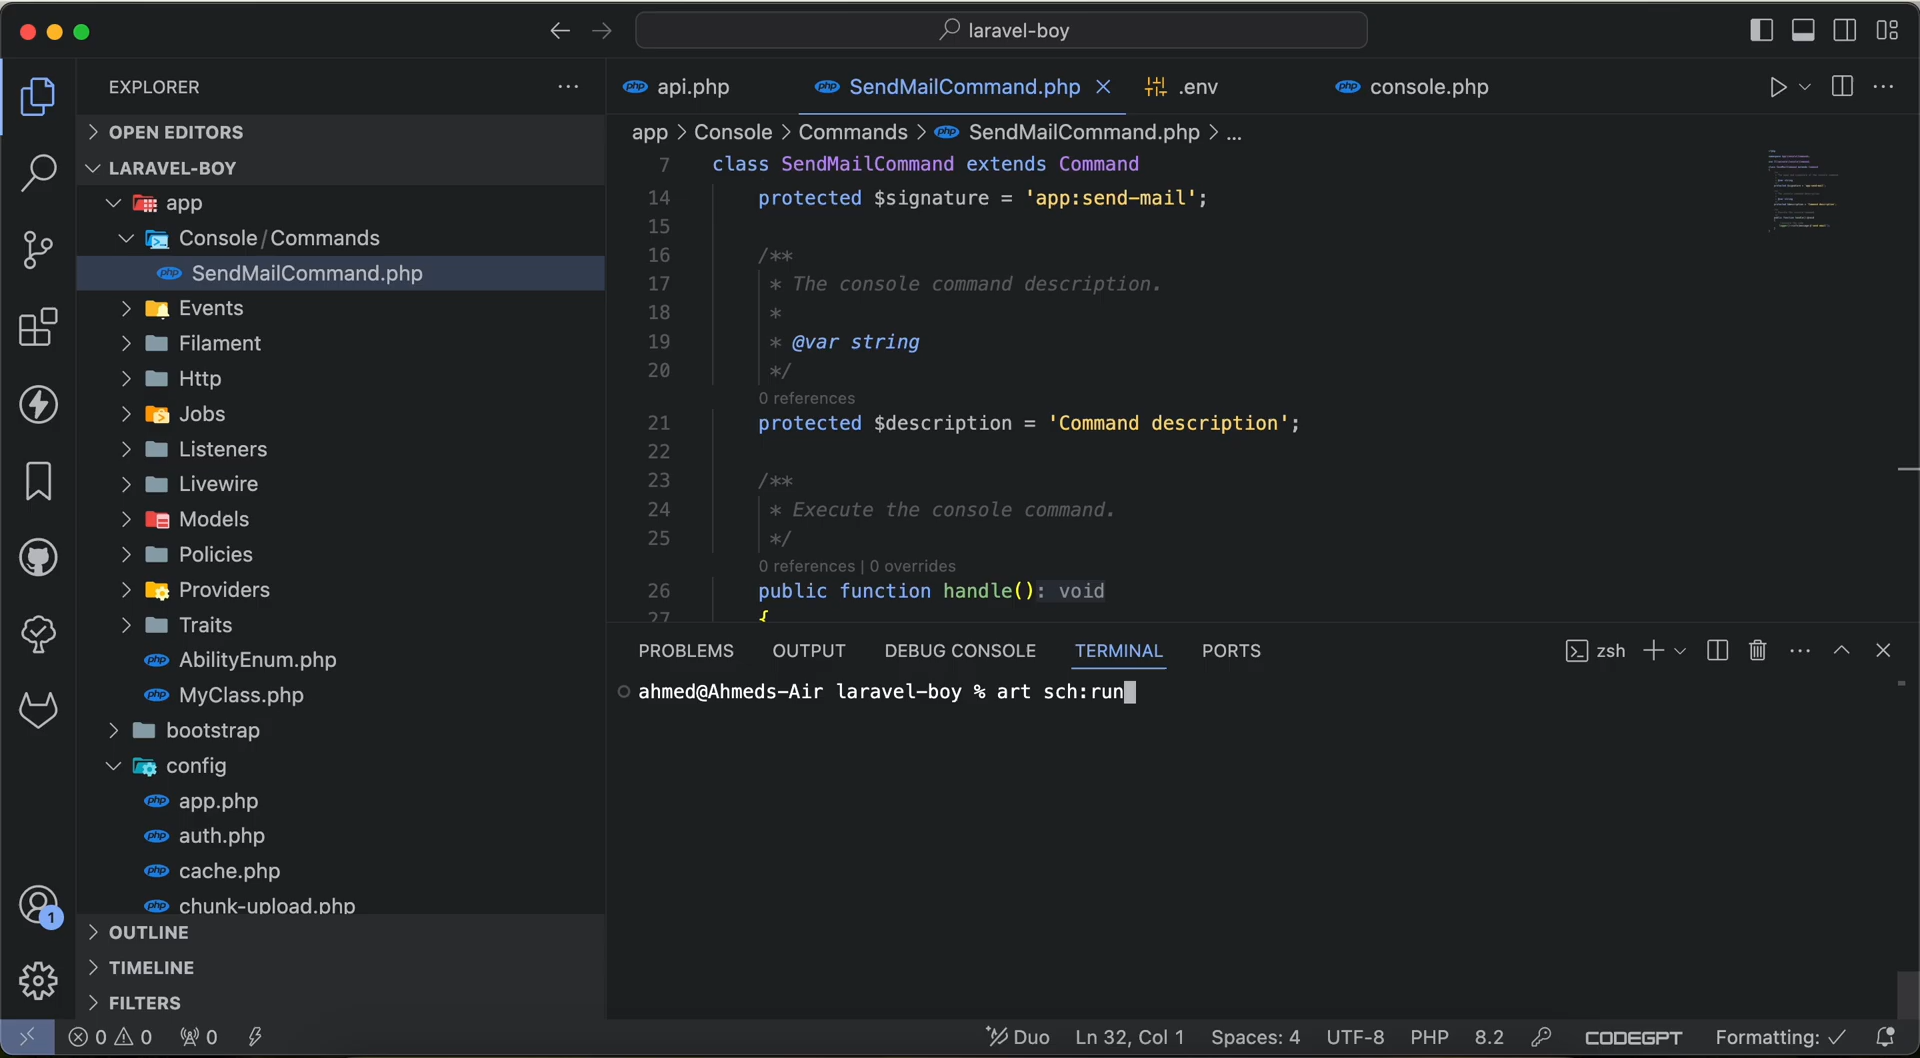 laravel-boy
EXPLORER
OPEN EDITORS
LARAVEL-BOY
app
Console/Commands
SendMailCommand.php
Events
Filament
Http
Jobs
Listeners
Livewire
Models
Policies
Providers
Traits
AbilityEnum.php
MyClass.php
bootstrap
config
app.php
auth.php
cache.php
chunk-upload.php
OUTLINE
TIMELINE
FILTERS
api.php SendMailCommand.php .env console.php
app > Console > Commands > SendMailCommand.php > ...
7 class SendMailCommand extends Command
14 protected $signature = 'app:send-mail';
15
16 /**
17 * The console command description.
18 *
19 * @var string
20 */
0 references
21 protected $description = 'Command description';
22
23 /**
24 * Execute the console command.
25 */
0 references | 0 overrides
26 public function handle(): void
27 {
PROBLEMS OUTPUT DEBUG CONSOLE TERMINAL PORTS zsh
ahmed@Ahmeds-Air laravel-boy % art sch:run
1
0 0 0 Duo Ln 32, Col 1 Spaces: 4 UTF-8 PHP 8.2 CODEGPT Formatting: ✓